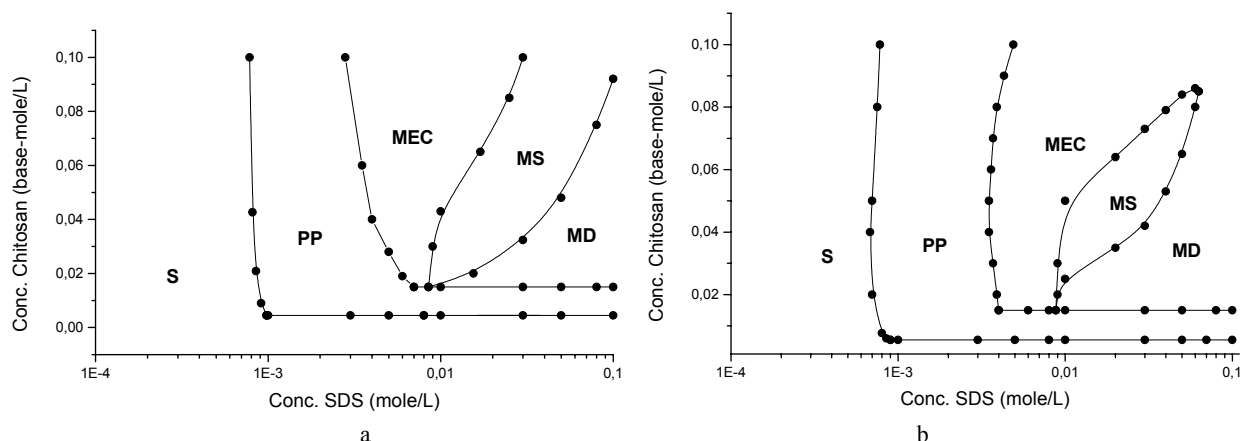 Conc. Chitosan (base-mole/L)
0,10
0,08
0,06
0,04
0,02
0,00
S
PP
MEC
MS
MD
1E-4
1E-3
0,01
0,1
Conc. SDS (mole/L)
a
Conc. Chitosan (base-mole/L)
0,10
0,08
0,06
0,04
0,02
S
PP
MEC
MS
MD
1E-4
1E-3
0,01
0,1
Conc. SDS (mole/L)
b